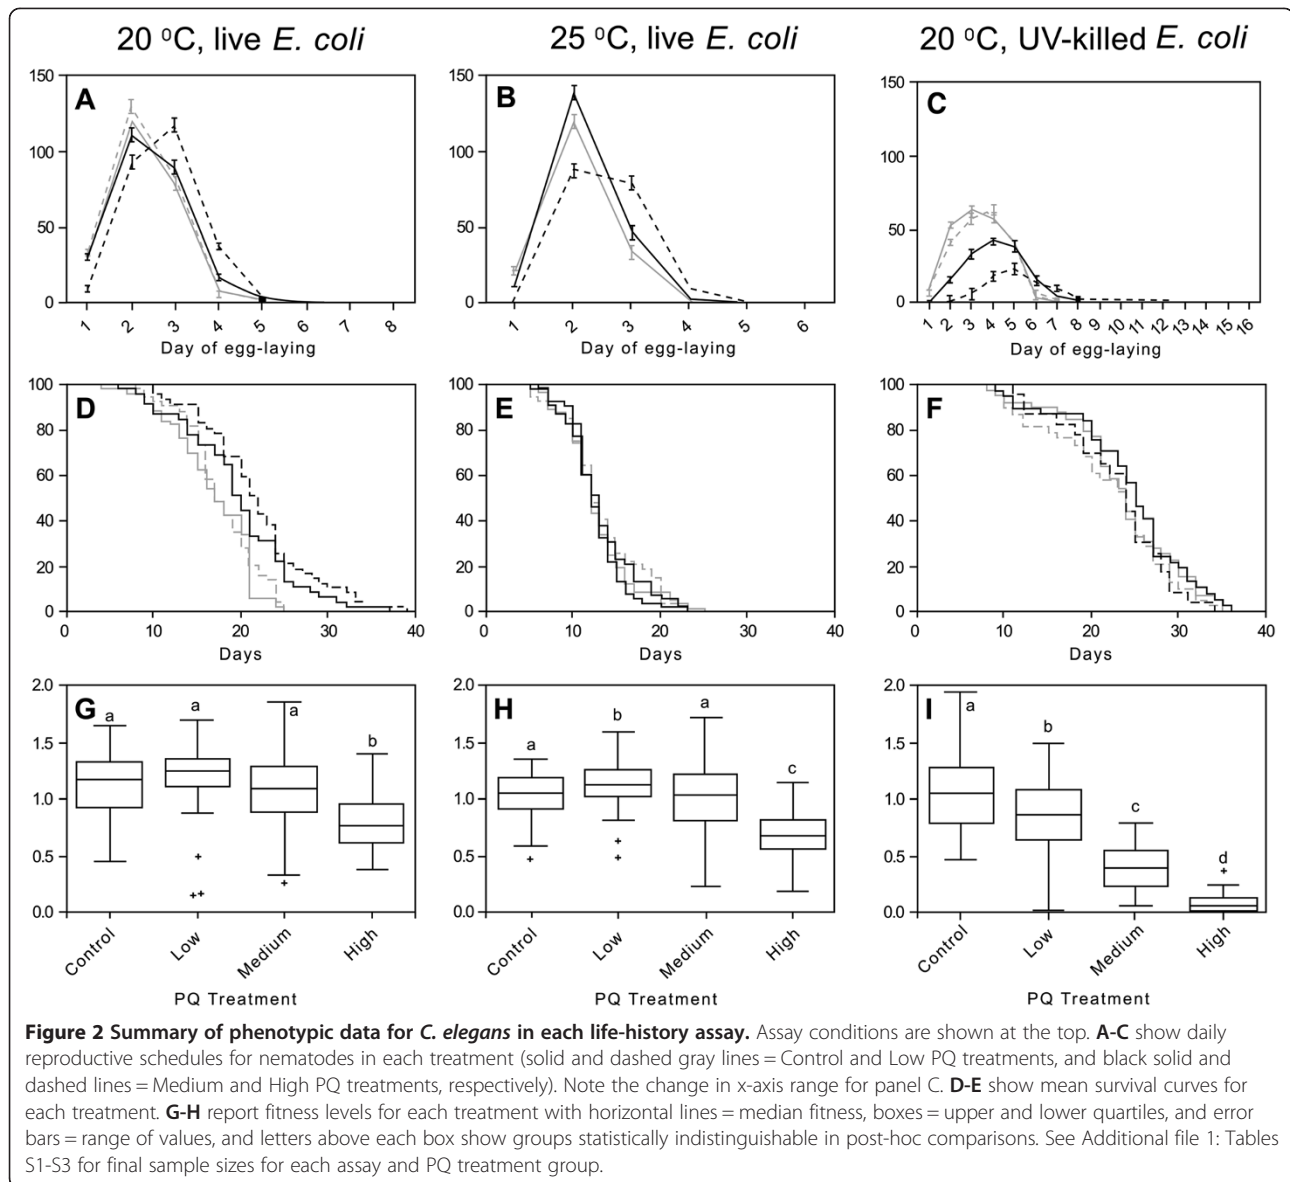 20 ⁰C, live E. coli
25 ⁰C, live E. coli
20 ⁰C, UV-killed E. coli
A
150
100
50
0
1 2 3 4 5 6 7 8
Day of egg-laying
B
150
100
50
0
1 2 3 4 5 6
Day of egg-laying
C
150
100
50
0
1 2 3 4 5 6 7 8 9 10 11 12 13 14 15 16
Day of egg-laying
D
100
80
60
40
20
0
0 10 20 30 40
Days
E
100
80
60
40
20
0
0 10 20 30 40
Days
F
100
80
60
40
20
0
0 10 20 30 40
Days
G
2.0
1.5
1.0
0.5
0.0
a a a b
Control Low Medium High
PQ Treatment
H
2.0
1.5
1.0
0.5
0.0
a b a c
Control Low Medium High
PQ Treatment
I
2.0
1.5
1.0
0.5
0.0
a b c d
Control Low Medium High
PQ Treatment
Figure 2 Summary of phenotypic data for C. elegans in each life-history assay. Assay conditions are shown at the top. A-C show daily
reproductive schedules for nematodes in each treatment (solid and dashed gray lines = Control and Low PQ treatments, and black solid and
dashed lines = Medium and High PQ treatments, respectively). Note the change in x-axis range for panel C. D-E show mean survival curves for
each treatment. G-H report fitness levels for each treatment with horizontal lines = median fitness, boxes = upper and lower quartiles, and error
bars = range of values, and letters above each box show groups statistically indistinguishable in post-hoc comparisons. See Additional file 1: Tables
S1-S3 for final sample sizes for each assay and PQ treatment group.